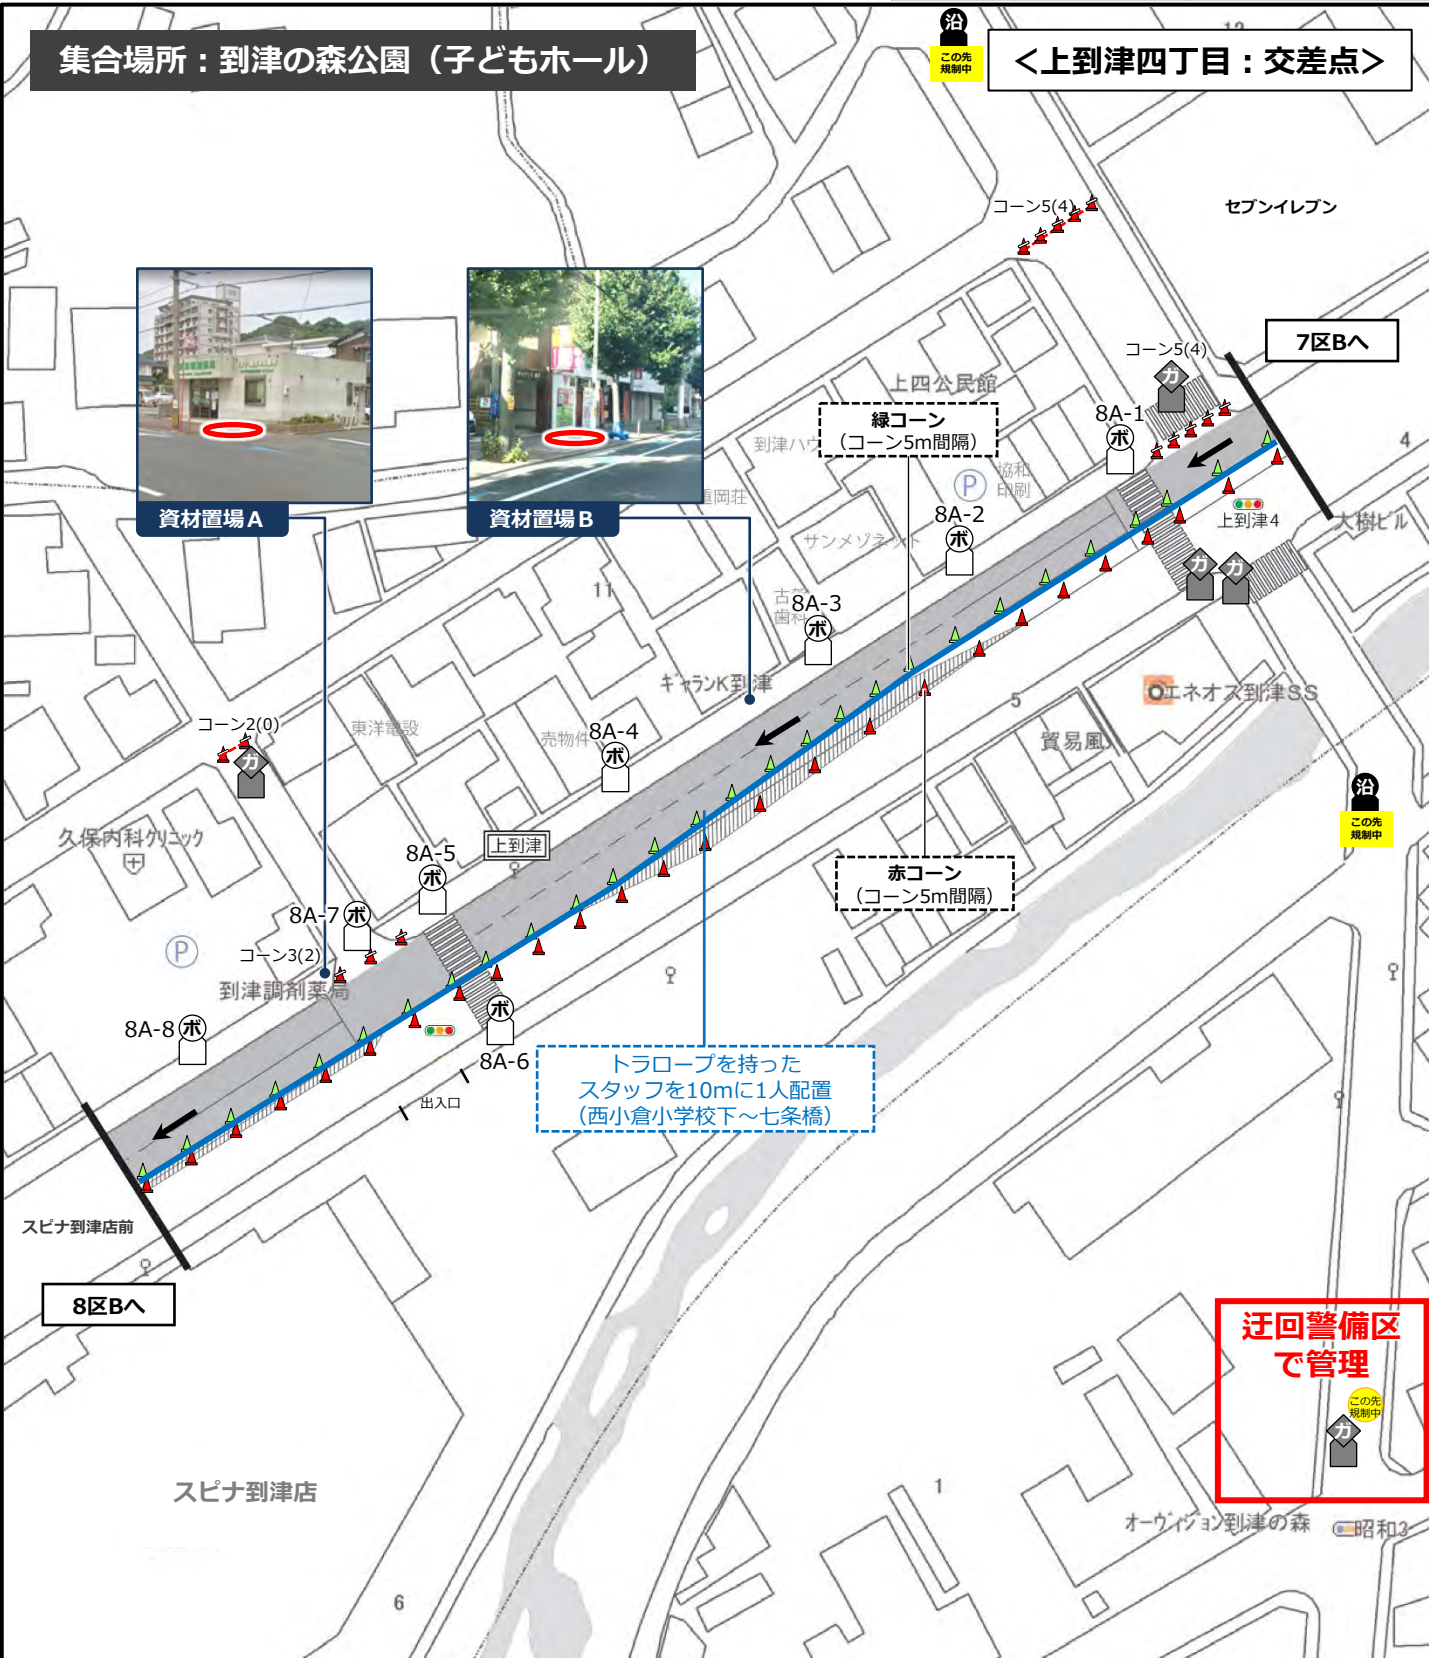 集合場所：到津の森公園（子どもホール）
沿
この先
規制中
＜上到津四丁目：交差点＞
12
コーン5(4)
セブンイレブン
7区Bへ
コーン5(4)
ガ
上四公民館
8A-1
ボ
緑コーン
（コーン5m間隔）
到津ハウ
4
P
協和
印刷
資材置場A
資材置場B
重岡荘
8A-2
ボ
上到津4
大樹ビル
サンメゾネット
ガ
ガ
11
8A-3
ボ
歯科
ギャランK到津
エネオス到津SS
5
コーン2(0)
ガ
東洋電設
売物件
8A-4
ボ
貿易風
沿
この先
規制中
久保内科クリニック
上到津
8A-5
ボ
赤コーン
（コーン5m間隔）
8A-7
ボ
P
コーン3(2)
到津調剤薬局
8A-8
ボ
ボ
8A-6
トラロープを持った
スタッフを10mに1人配置
（西小倉小学校下～七条橋）
出入口
スピナ到津店前
8区Bへ
迂回警備区
で管理
この先
規制中
ガ
スピナ到津店
1
オーヴィジョン到津の森
昭和3
6